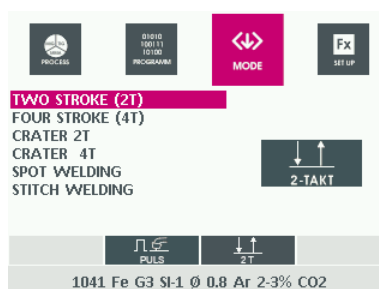 PROCESS
01010
100111
10100
PROGRAMM
MODE
Fx
SET UP
TWO STROKE (2T)
FOUR STROKE (4T)
CRATER 2T
CRATER 4T
SPOT WELDING
STITCH WELDING
2-TAKT
PULS
2T
1041 Fe G3 SI-1 Ø 0.8 Ar 2-3% CO2